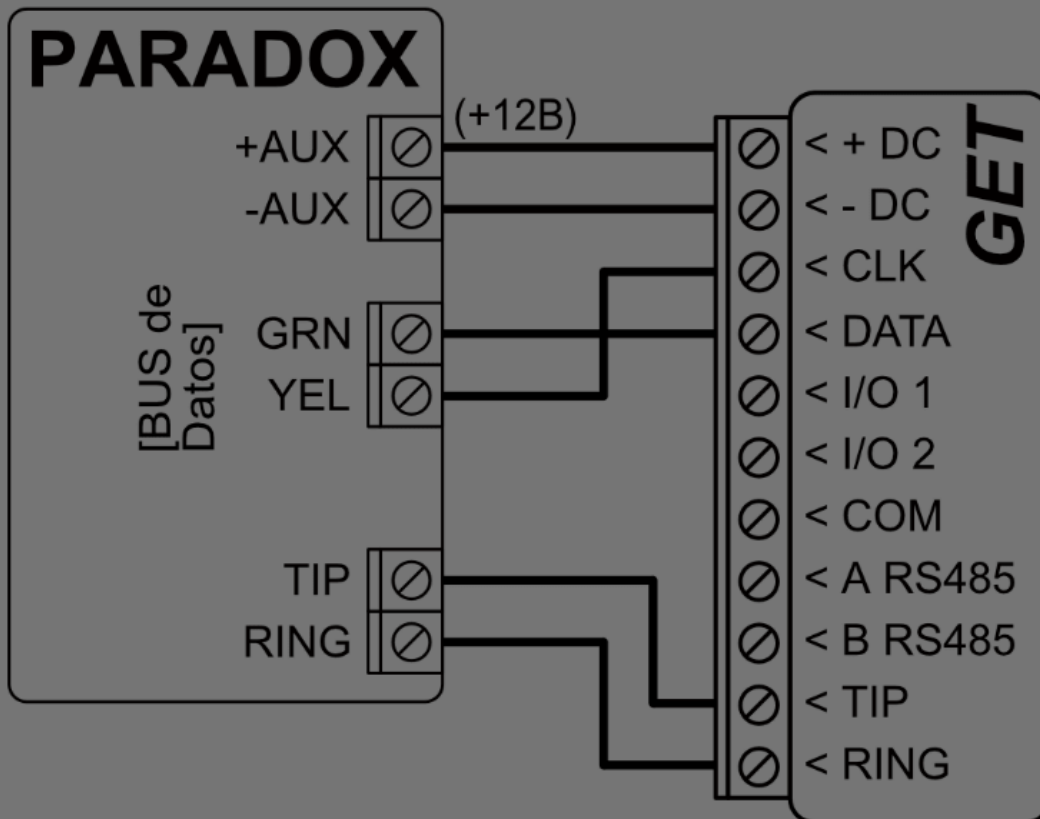 PARADOX
+AUX
(+12B)
-AUX
[BUS de
Datos]
GRN
YEL
TIP
RING
GET
< + DC
< - DC
< CLK
< DATA
< I/O 1
< I/O 2
< COM
< A RS485
< B RS485
< TIP
< RING